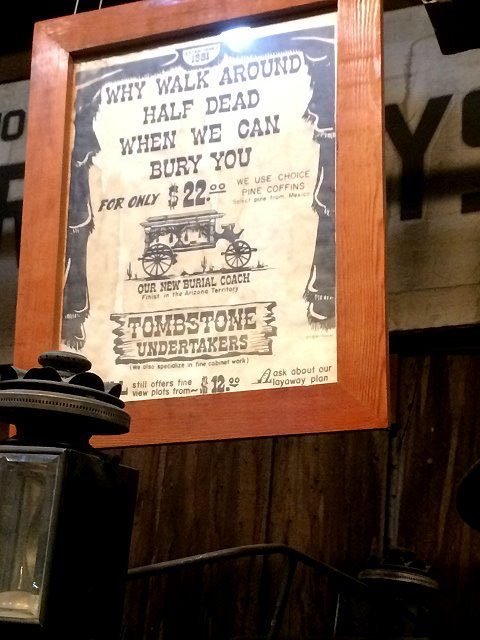 1881
WHY WALK AROUND
HALF DEAD
WHEN WE CAN
BURY YOU
FOR ONLY $22.00
WE USE CHOICE
PINE COFFINS
Select pine from Mexico
OUR NEW BURIAL COACH
Finist in the Arizona Territory
TOMBSTONE
UNDERTAKERS
(We also specialize in fine cabinet work)
still offers fine
view plots from~ $12.00
ask about our
layaway plan
YS